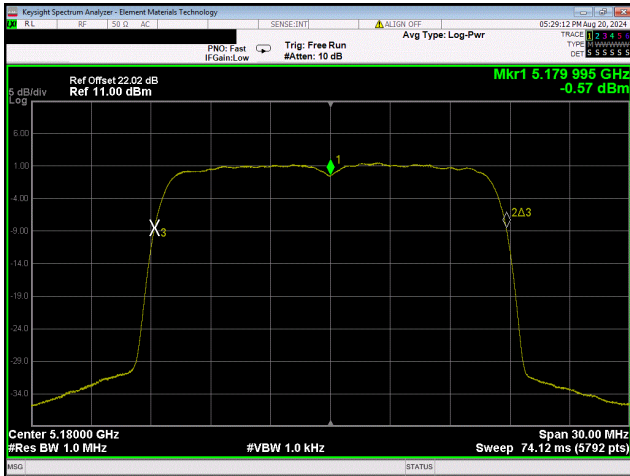 Keysight Spectrum Analyzer - Element Materials Technology
RL RF 50 Ω AC SENSE:INT ALIGN OFF 05:29:12 PM Aug 20, 2024
Avg Type: Log-Pwr
TRACE 1 2 3 4 5 6
PNO: Fast Trig: Free Run
TYPE M W W W W W
IFGain:Low #Atten: 10 dB
DET S S S S S S
Mkr1 5.179 995 GHz
-0.57 dBm
Ref Offset 22.02 dB
5 dB/div Ref 11.00 dBm
Log
6.00
1.00
1
-4.00
2Δ3
-9.00
3
-14.0
-19.0
-24.0
-29.0
-34.0
Center 5.18000 GHz Span 30.00 MHz
#Res BW 1.0 MHz #VBW 1.0 kHz Sweep 74.12 ms (5792 pts)
MSG STATUS